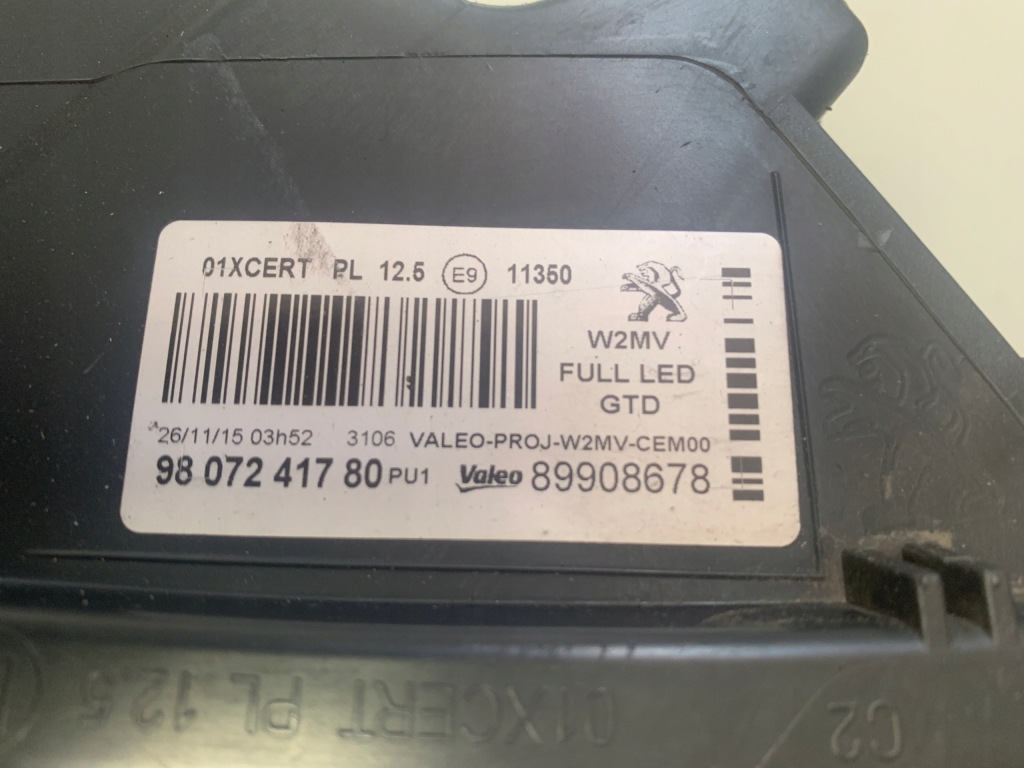 01XCERT PL 12.5 E9 11350
W2MV
FULL LED
GTD
26/11/15 03h52 3106 VALEO-PROJ-W2MV-CEM00
98 072 417 80 PU1 Valeo 89908678
01XCERT PL 12.5
C2